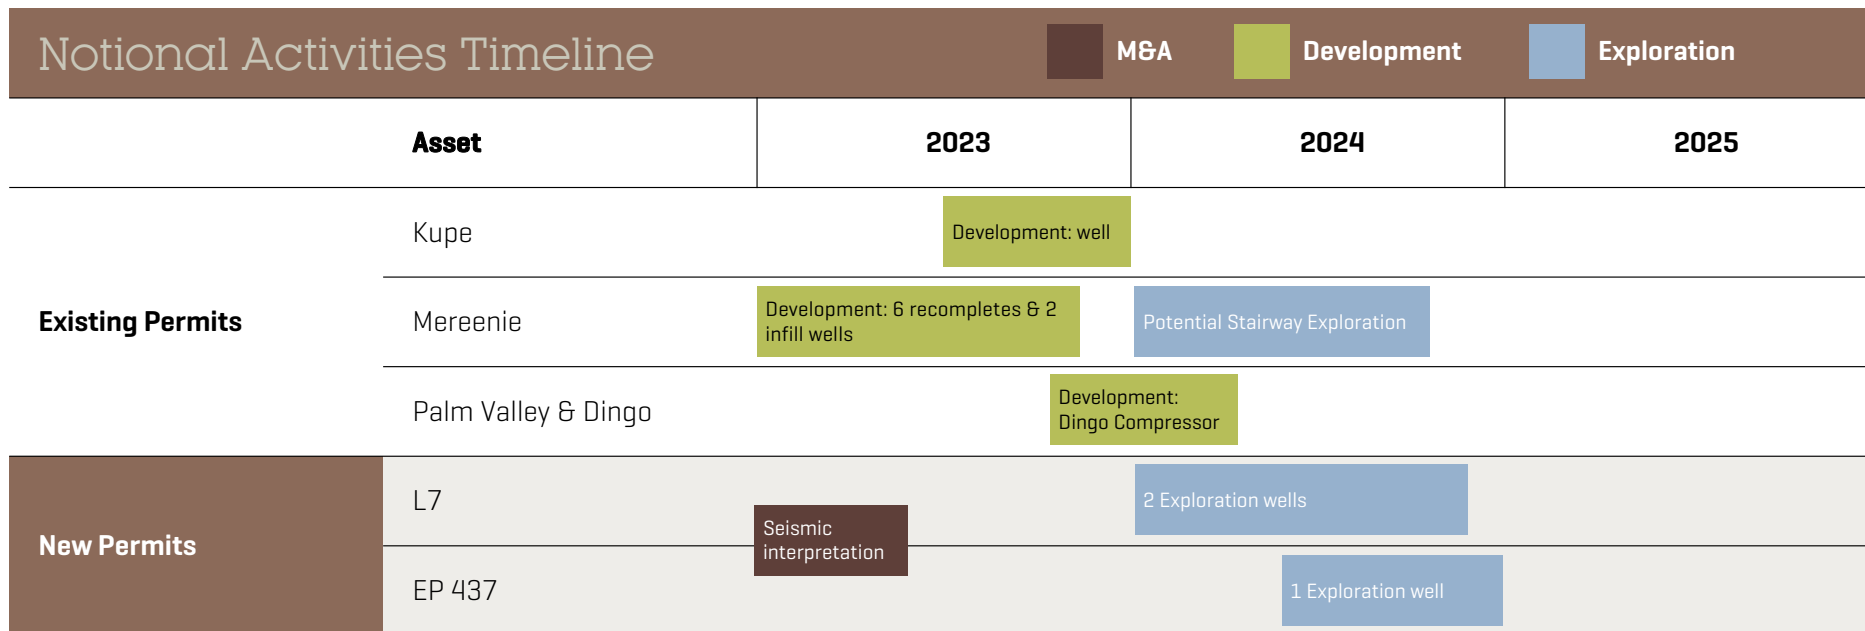 Notional Activities Timeline
M&A
Development
Exploration
Asset
2023
2024
2025
Existing Permits
Kupe
Development: well
Mereenie
Development: 6 recompletes & 2
infill wells
Potential Stairway Exploration
Palm Valley & Dingo
Development:
Dingo Compressor
New Permits
L7
Seismic
interpretation
2 Exploration wells
EP 437
1 Exploration well